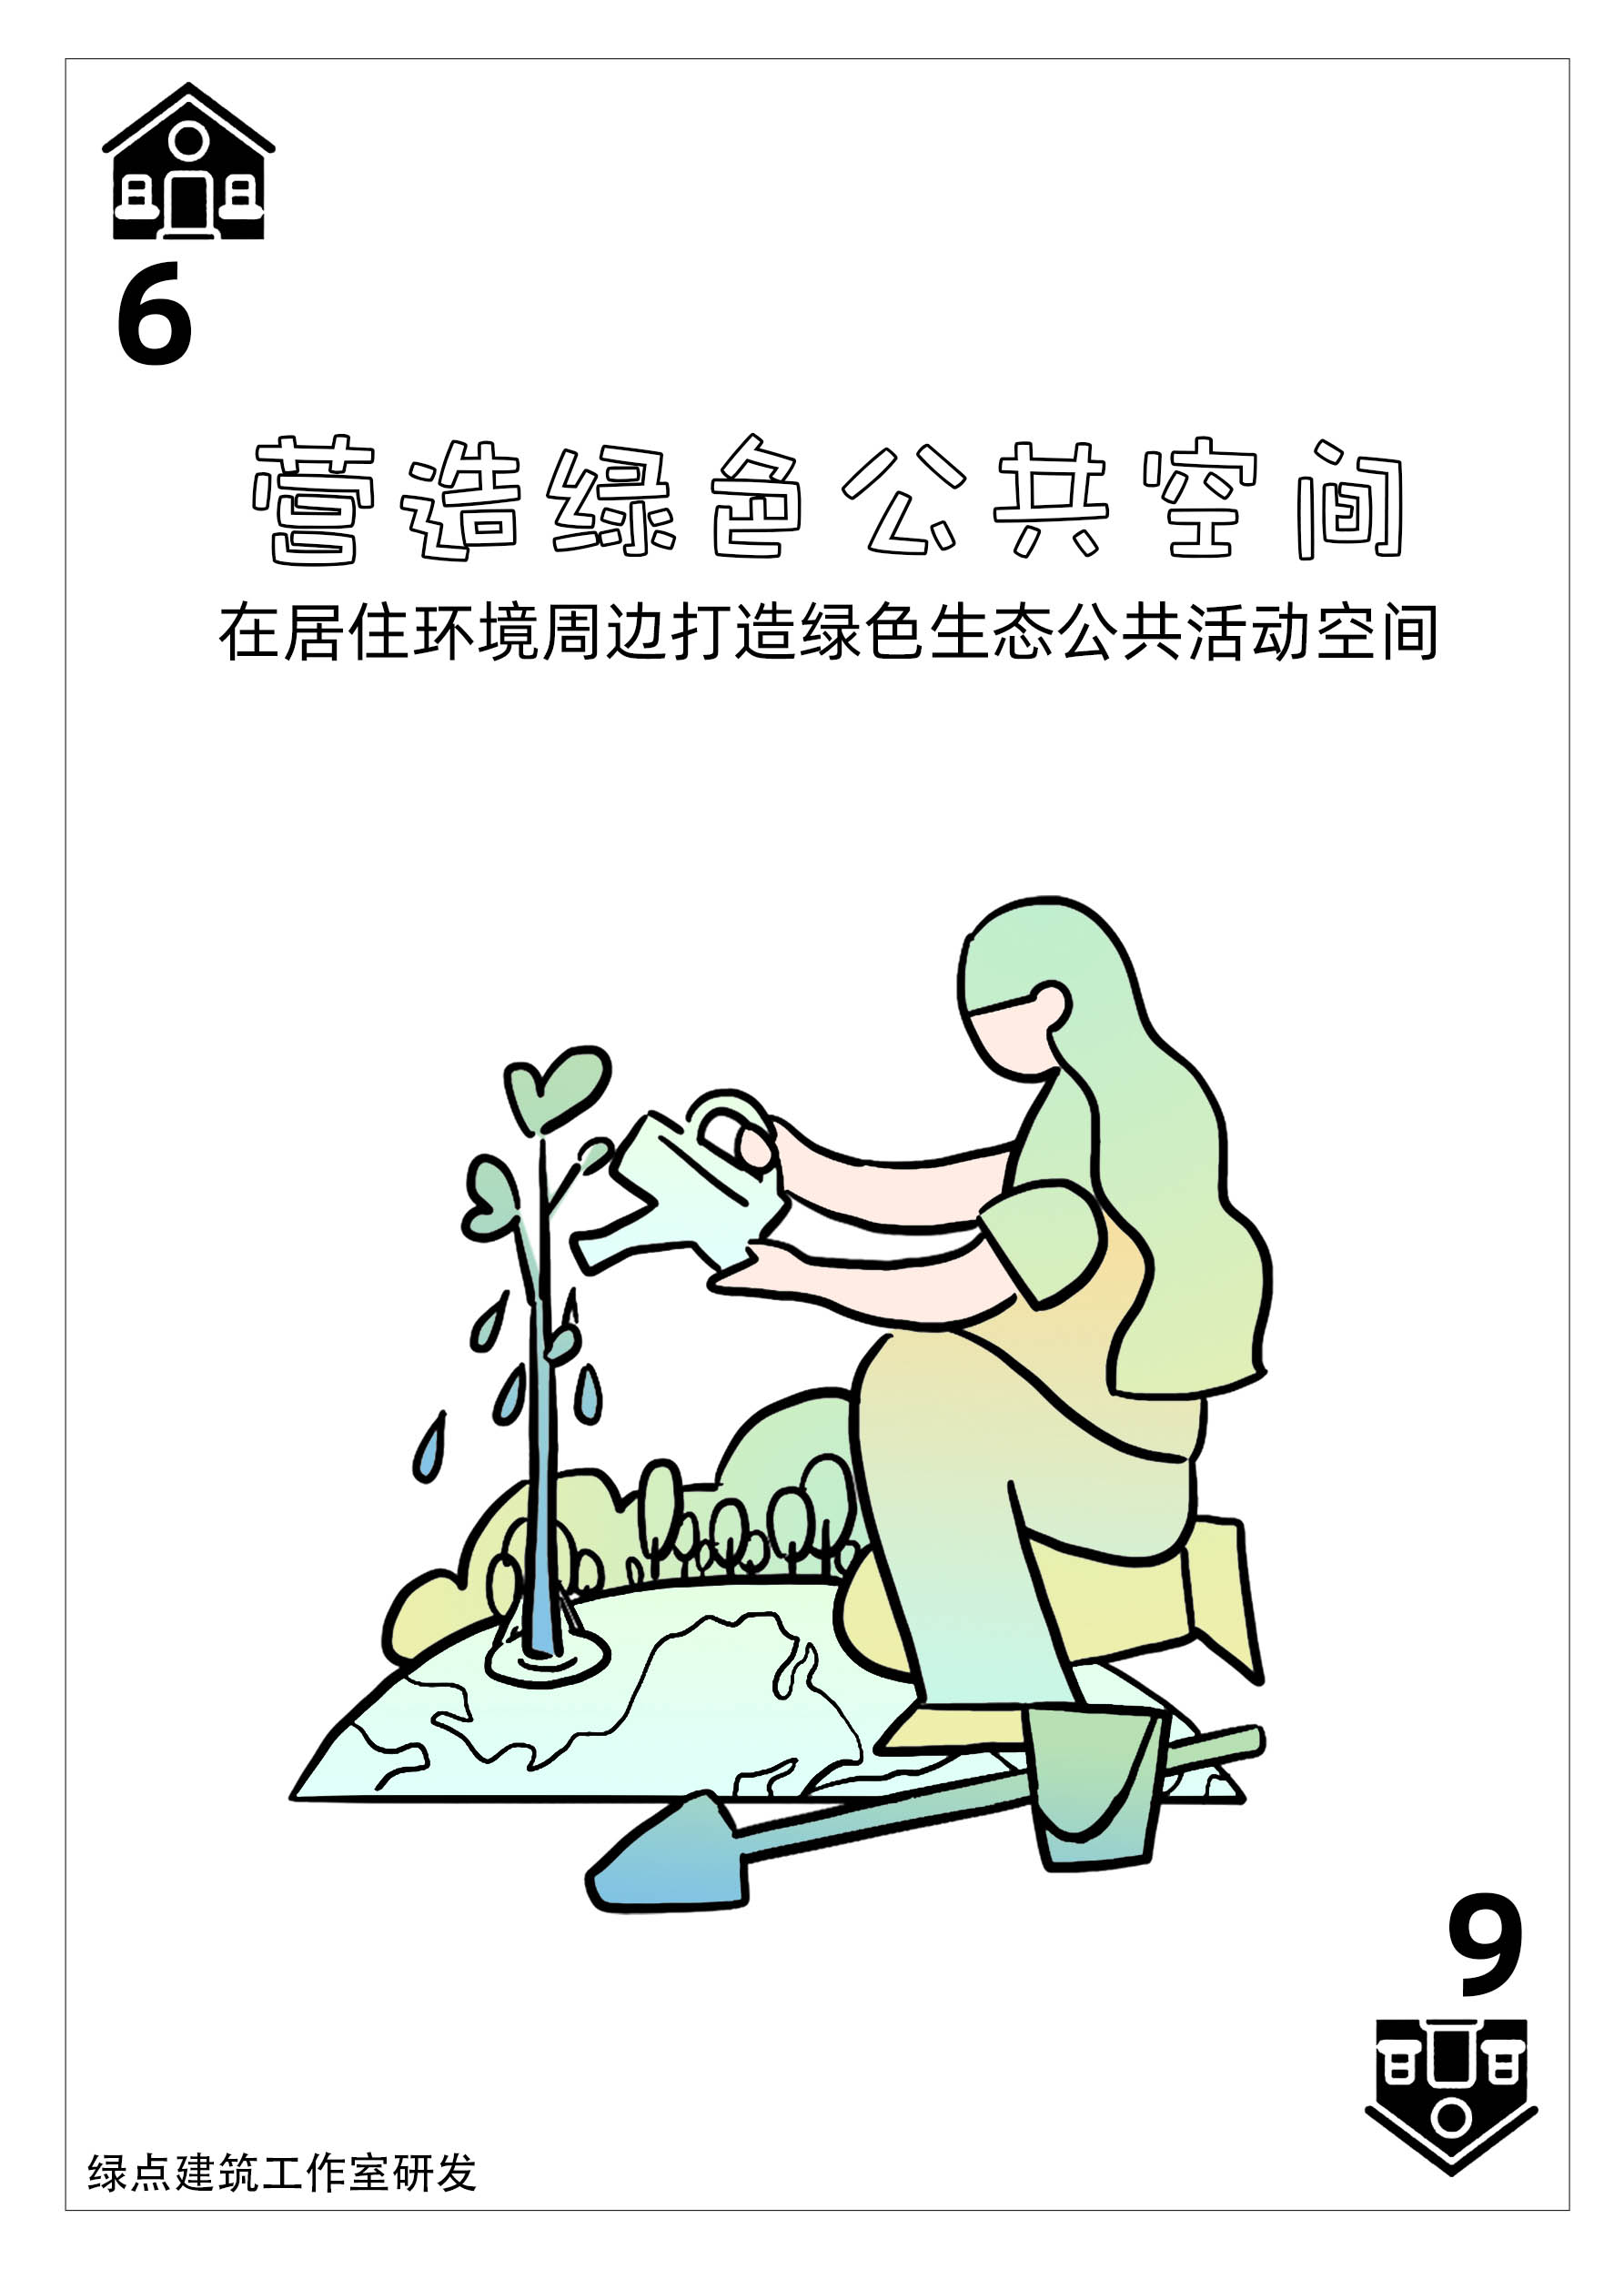 6
营造绿色公共空间
在居住环境周边打造绿色生态公共活动空间
6
绿点建筑工作室研发